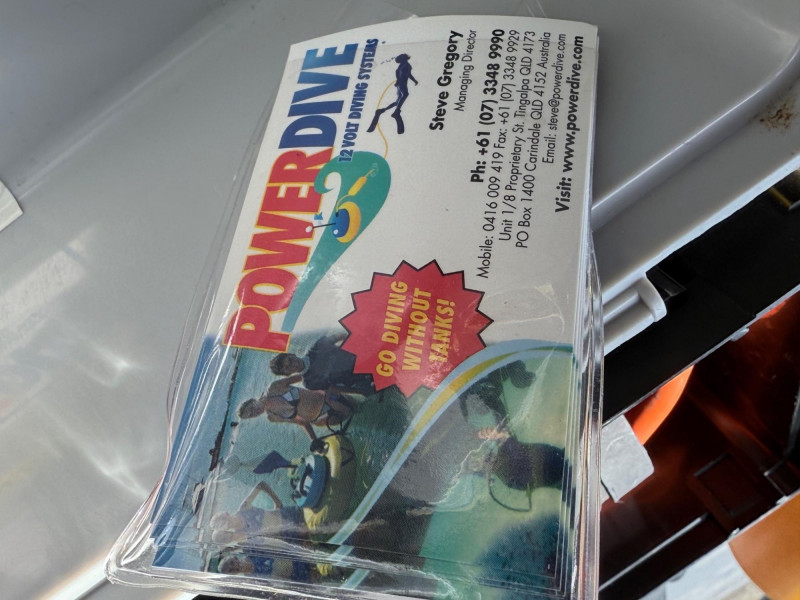 POWERDIVE
12 VOLT DIVING SYSTEMS
Steve Gregory
Managing Director
Ph: +61 (07) 3348 9990
Mobile: 0416 009 419 Fax: +61 (07) 3348 9929
Unit 1/8 Proprietary St. Tingalpa QLD 4173
PO Box 1400 Carindale QLD 4152 Australia
Email: steve@powerdive.com
Visit: www.powerdive.com
GO DIVING
WITHOUT
TANKS!